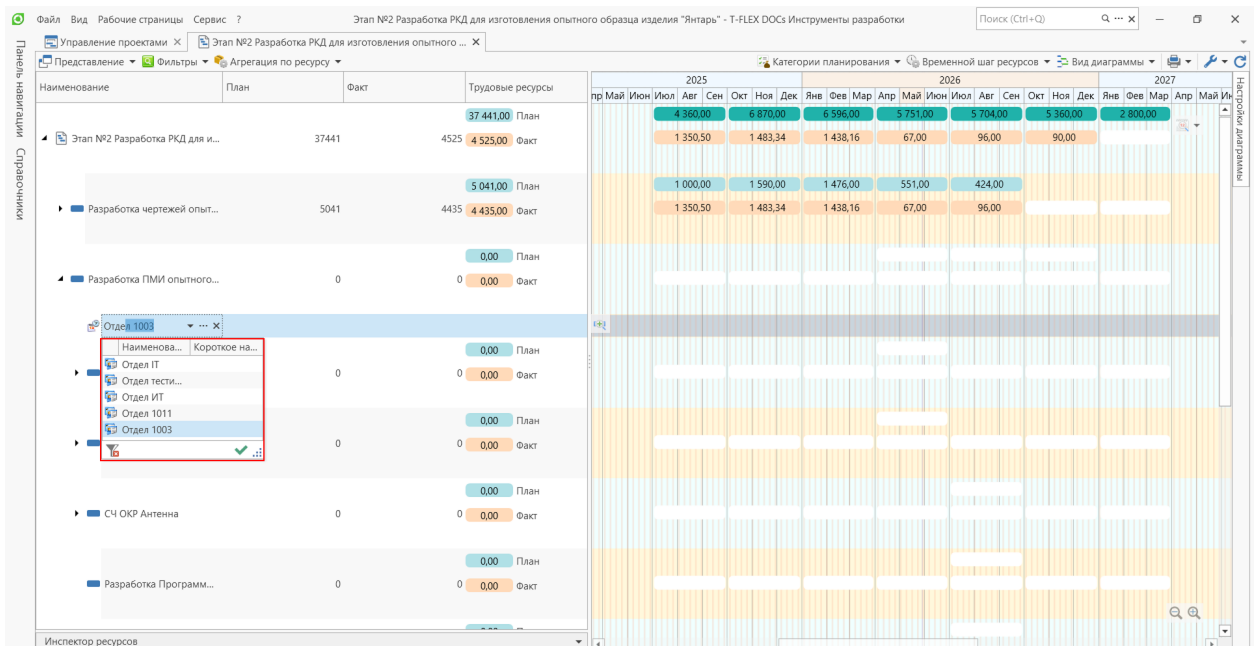 Файл Вид Рабочие страницы Сервис ? Этап №2 Разработка РКД для изготовления опытного образца изделия "Янтарь" - T-FLEX DOCs Инструменты разработки Поиск (Ctrl+Q)
Управление проектами Этап №2 Разработка РКД для изготовления опытного ...
Панель навигации Справочники
Представление Фильтры Агрегация по ресурсу Категории планирования Временной шаг ресурсов Вид диаграммы
Настройки диаграммы
Наименование План Факт Трудовые ресурсы
2025 2026 2027
пр Май Июн Июл Авг Сен Окт Ноя Дек Янв Фев Мар Апр Май Июн Июл Авг Сен Окт Ноя Дек Янв Фев Мар Апр Май Ин
37 441,00 План 4 360,00 6 870,00 6 596,00 5 751,00 5 704,00 5 360,00 2 800,00
Этап №2 Разработка РКД для и... 37441 4525 4 525,00 Факт 1 350,50 1 483,34 1 438,16 67,00 96,00 90,00
5 041,00 План 1 000,00 1 590,00 1 476,00 551,00 424,00
Разработка чертежей опыт... 5041 4435 4 435,00 Факт 1 350,50 1 483,34 1 438,16 67,00 96,00
0,00 План
Разработка ПМИ опытного... 0 0 0,00 Факт
Отдел 1003
Наименова... Короткое на...
Отдел IT
Отдел тести...
Отдел ИТ
Отдел 1011
Отдел 1003
0,00 План
0 0 0,00 Факт
0,00 План
0 0 0,00 Факт
0,00 План
СЧ ОКР Антенна 0 0 0,00 Факт
0,00 План
Разработка Программ... 0 0 0,00 Факт
Инспектор ресурсов